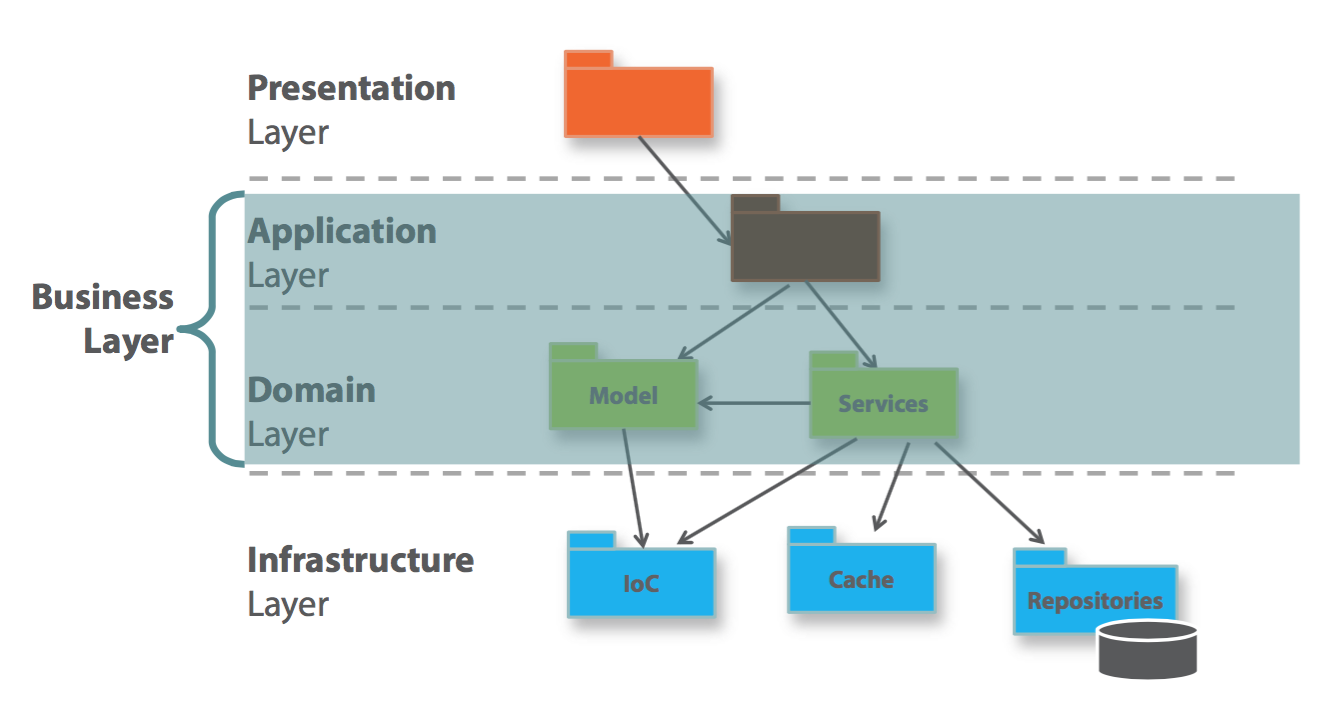 Presentation
Layer
Application
Layer
Business
Layer
Domain
Layer
Model
Services
Infrastructure
Layer
IoC
Cache
Repositories